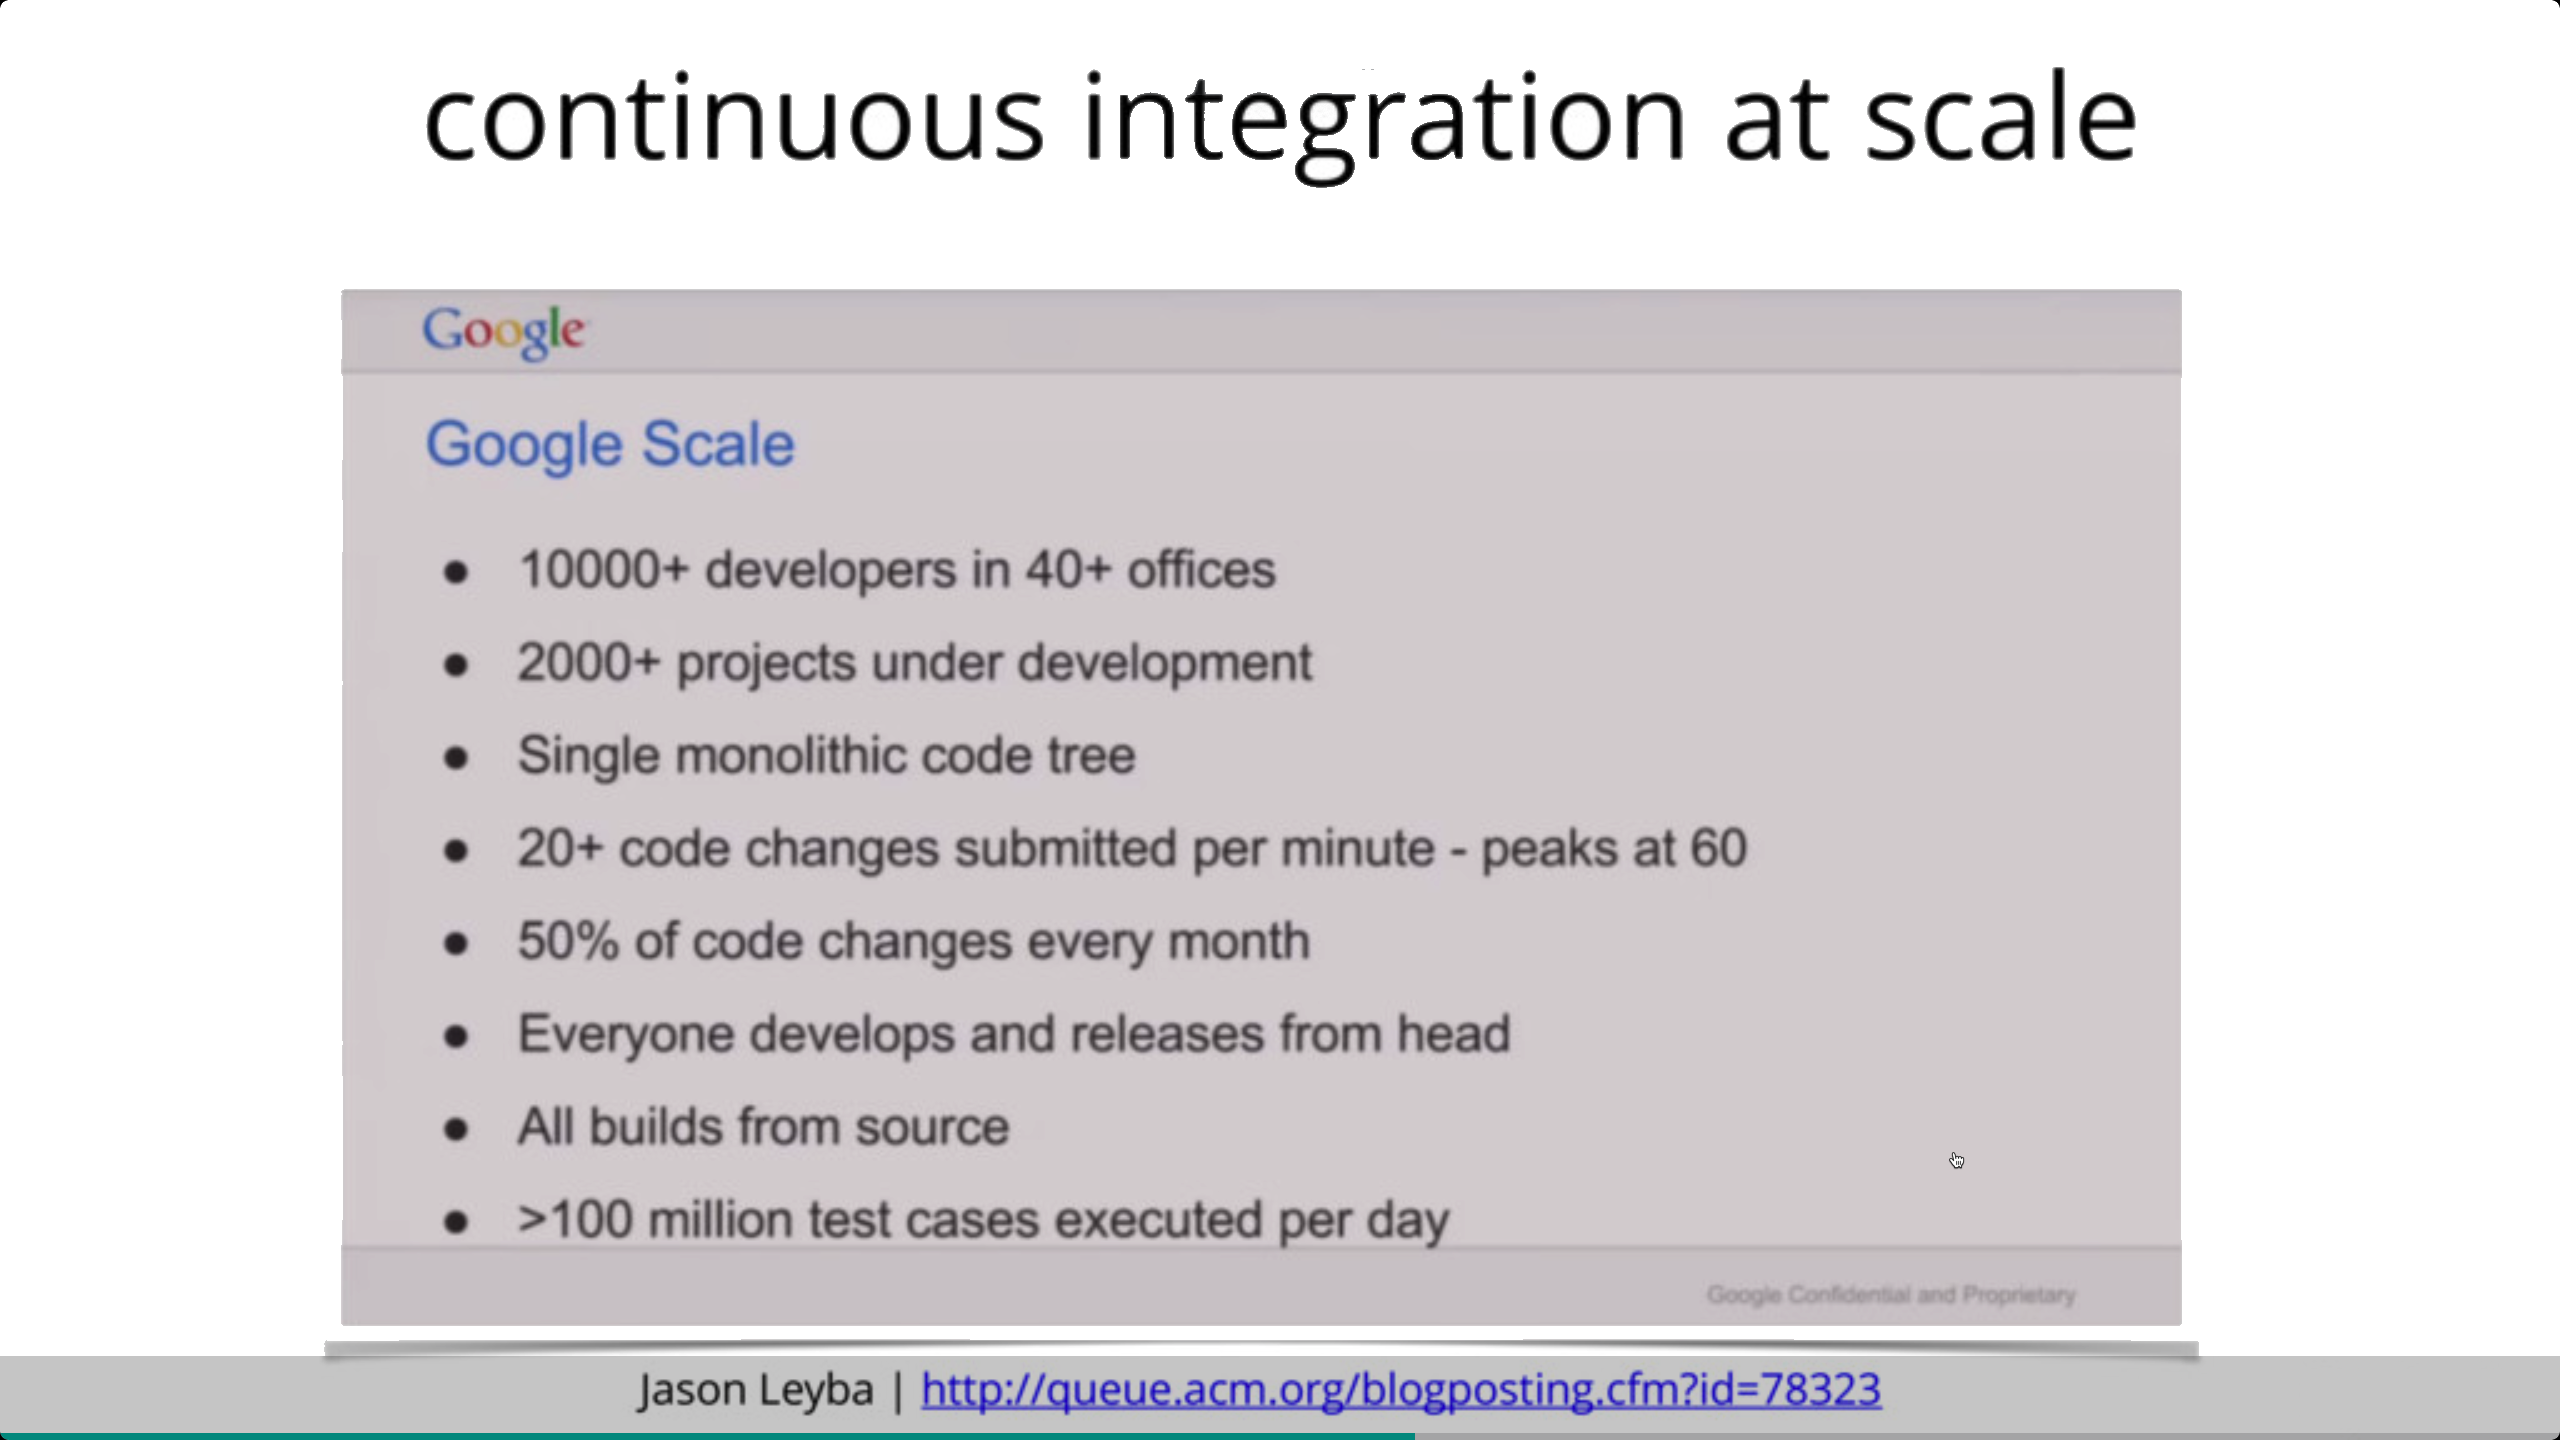 continuous integration at scale
Google
Google Scale
● 10000+ developers in 40+ offices
● 2000+ projects under development
● Single monolithic code tree
● 20+ code changes submitted per minute - peaks at 60
● 50% of code changes every month
● Everyone develops and releases from head
● All builds from source
● >100 million test cases executed per day
Google Confidential and Proprietary
Jason Leyba | http://queue.acm.org/blogposting.cfm?id=78323